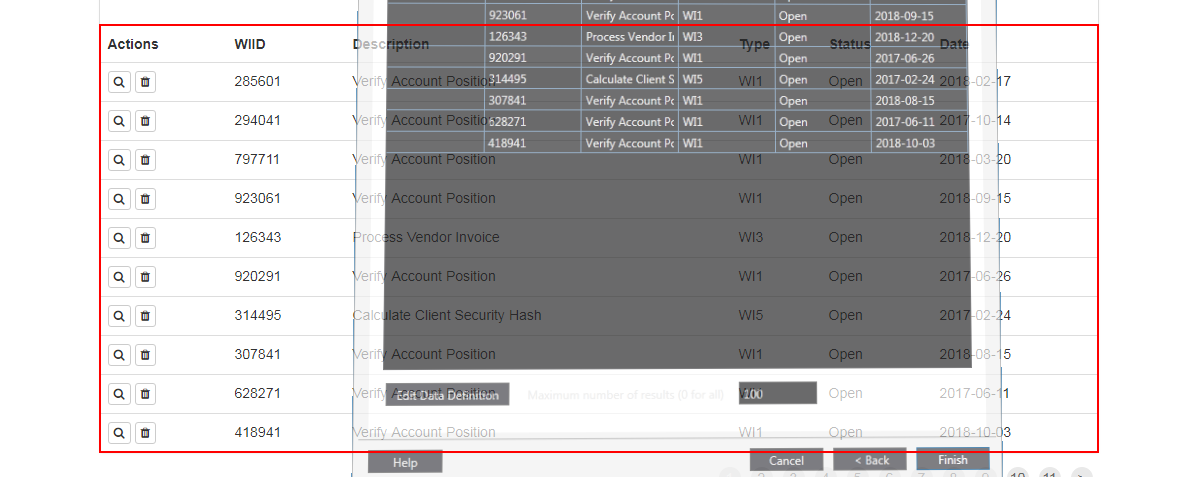 923061 Verify Account Po WI1 Open 2018-09-15
Actions WIID Description Type Status Date
126343 Process Vendor I WI3 Open 2018-12-20
920291 Verify Account Po WI1 Open 2017-06-26
285601 Verify Account Position WI1 Open 2018-02-17
314495 Calculate Client S WI5 Open 2017-02-24
307841 Verify Account Po WI1 Open 2018-08-15
294041 Verify Account Position WI1 Open 2017-10-14
628271 Verify Account Po WI1 Open 2017-06-11
418941 Verify Account Po WI1 Open 2018-10-03
797711 Verify Account Position WI1 Open 2018-03-20
923061 Verify Account Position WI1 Open 2018-09-15
126343 Process Vendor Invoice WI3 Open 2018-12-20
920291 Verify Account Position WI1 Open 2017-06-26
314495 Calculate Client Security Hash WI5 Open 2017-02-24
307841 Verify Account Position WI1 Open 2018-08-15
628271 Verify Account Position WI1 Open 2017-06-11
Edit Data Definition Maximum number of results (0 for all) 100
418941 Verify Account Position WI1 Open 2018-10-03
Help Cancel < Back Finish
2 3 4 5 6 7 8 9 10 11 >